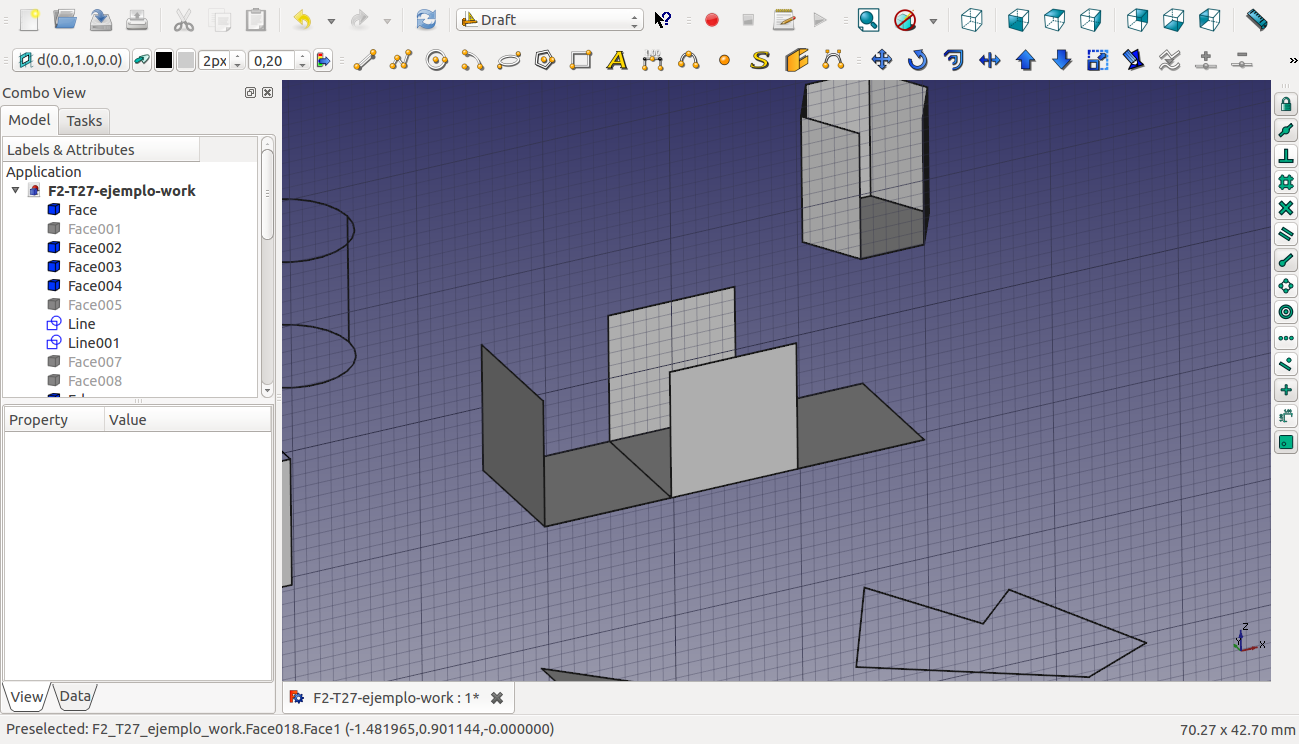 Draft
d(0.0,1.0,0.0)
2px
0,20
»
Combo View
Model
Tasks
Labels & Attributes
Application
F2-T27-ejemplo-work
Face
Face001
Face002
Face003
Face004
Face005
Line
Line001
Face007
Face008
Property
Value
View
Data
Z
X
F2-T27-ejemplo-work : 1*
Preselected: F2_T27_ejemplo_work.Face018.Face1 (-1.481965,0.901144,-0.000000)
70.27 x 42.70 mm